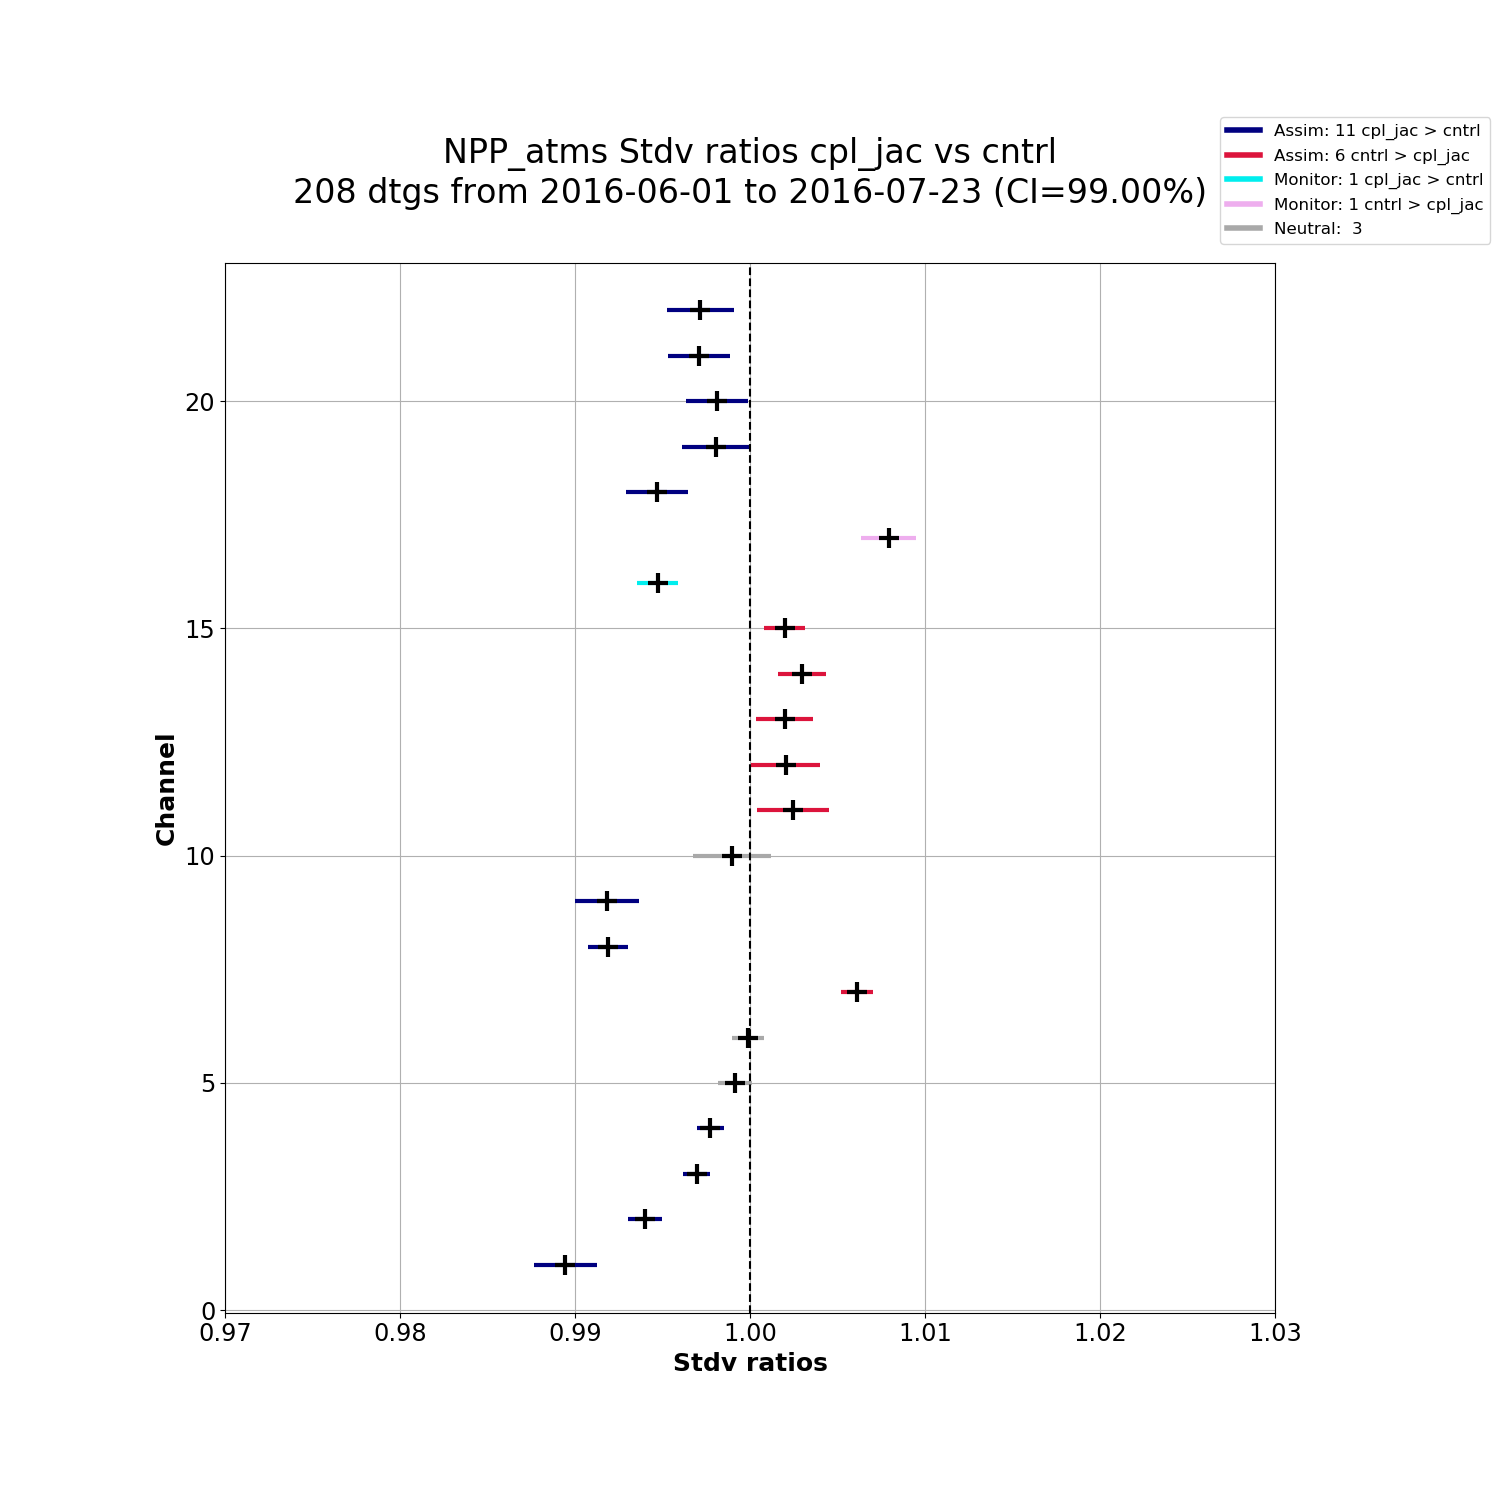 NPP_atms Stdv ratios cpl_jac vs cntrl
208 dtgs from 2016-06-01 to 2016-07-23 (CI=99.00%)
Assim: 11 cpl_jac > cntrl
Assim: 6 cntrl > cpl_jac
Monitor: 1 cpl_jac > cntrl
Monitor: 1 cntrl > cpl_jac
Neutral:  3
20
15
10
5
0
Channel
0.97 0.98 0.99 1.00 1.01 1.02 1.03
Stdv ratios